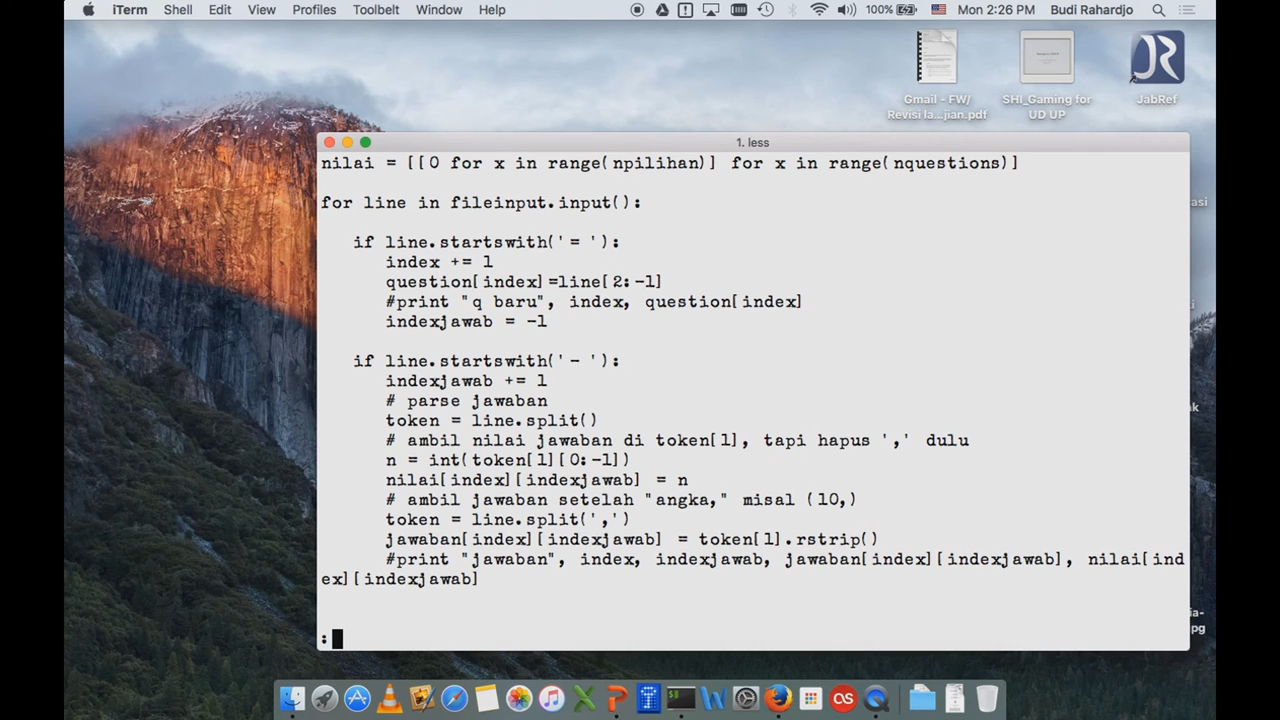 iTerm Shell Edit View Profiles Toolbelt Window Help 100% Mon 2:26 PM Budi Rahardjo
Gmail - FW/
Revisi la...jian.pdf
SHI_Gaming for
UD UP
JabRef
1. less
nilai = [[0 for x in range(npilihan)] for x in range(nquestions)]
for line in fileinput.input():
if line.startswith('='):
index += 1
question[index]=line[2:-1]
#print "q baru", index, question[index]
indexjawab = -1
if line.startswith('-'):
indexjawab += 1
# parse jawaban
token = line.split()
# ambil nilai jawaban di token[1], tapi hapus ',' dulu
n = int(token[1][0:-1])
nilai[index][indexjawab] = n
# ambil jawaban setelah "angka," misal (10,)
token = line.split(',')
jawaban[index][indexjawab] = token[1].rstrip()
#print "jawaban", index, indexjawab, jawaban[index][indexjawab], nilai[ind
ex][indexjawab]
: